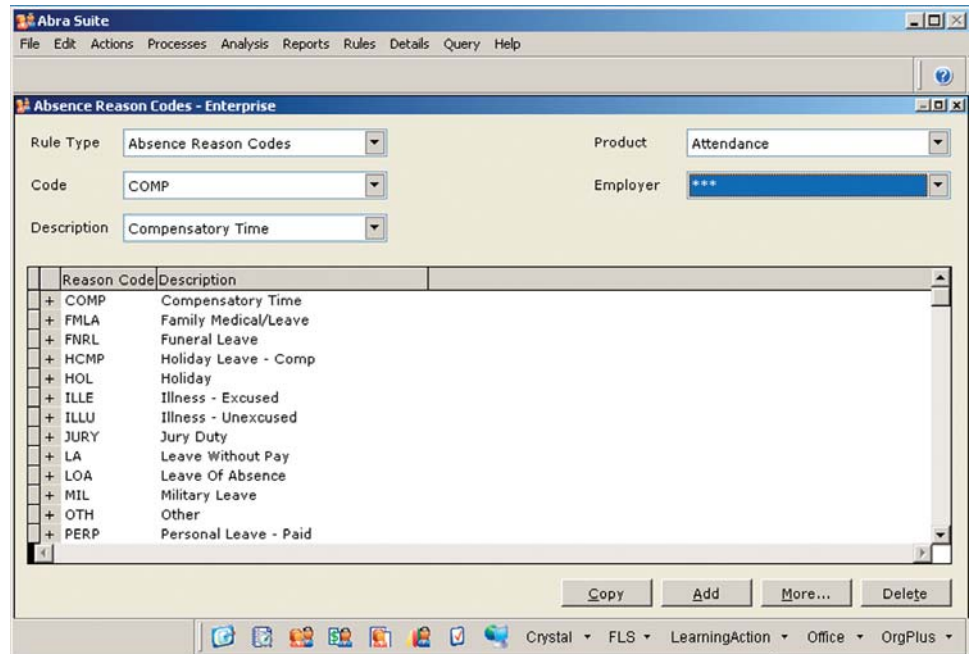 Abra Suite
File Edit Actions Processes Analysis Reports Rules Details Query Help
Absence Reason Codes - Enterprise
Rule Type Absence Reason Codes Product Attendance
Code COMP Employer ***
Description Compensatory Time
Reason Code Description
+ COMP Compensatory Time
+ FMLA Family Medical/Leave
+ FNRL Funeral Leave
+ HCMP Holiday Leave - Comp
+ HOL Holiday
+ ILLE Illness - Excused
+ ILLU Illness - Unexcused
+ JURY Jury Duty
+ LA Leave Without Pay
+ LOA Leave Of Absence
+ MIL Military Leave
+ OTH Other
+ PERP Personal Leave - Paid
Copy Add More... Delete
Crystal FLS LearningAction Office OrgPlus